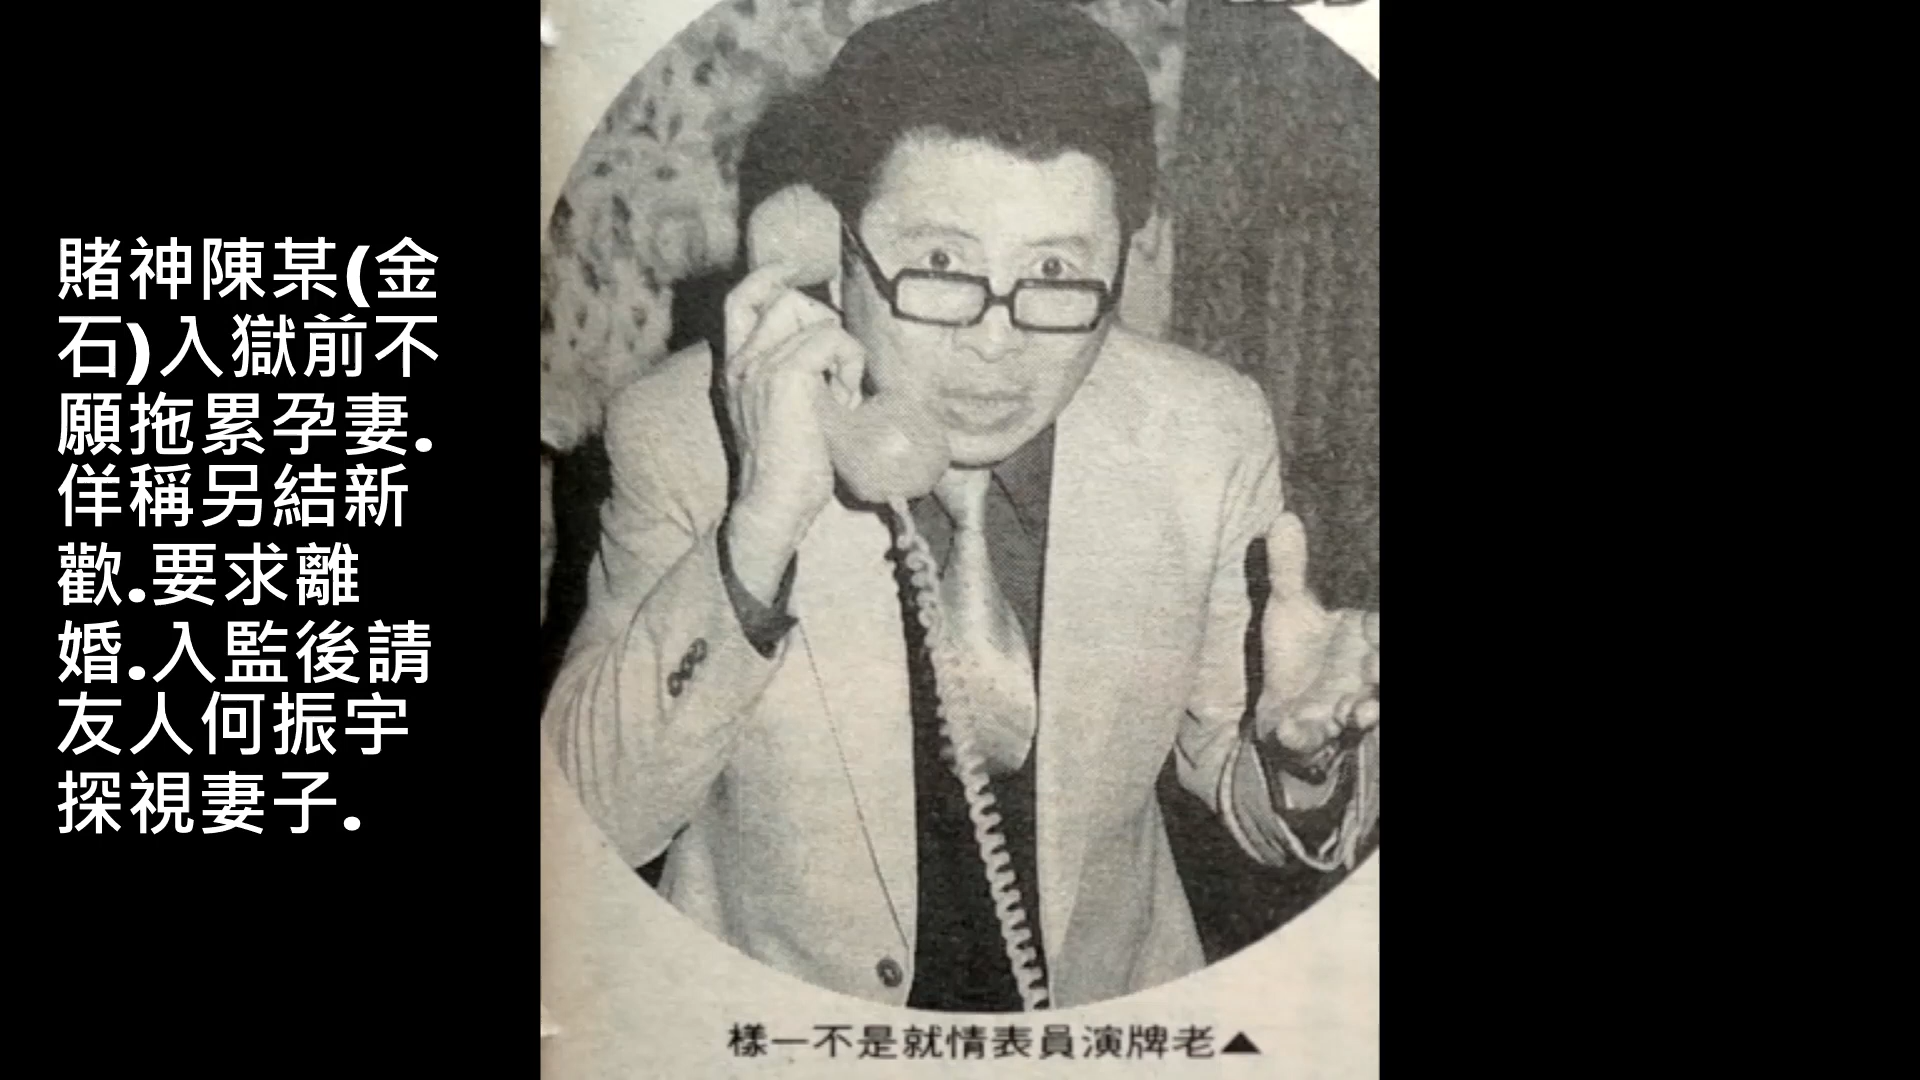 賭神陳某(金
石)入獄前不
願拖累孕妻.
佯稱另結新
歡.要求離
婚.入監後請
友人何振宇
探視妻子.
樣一不是就情表員演牌老▲